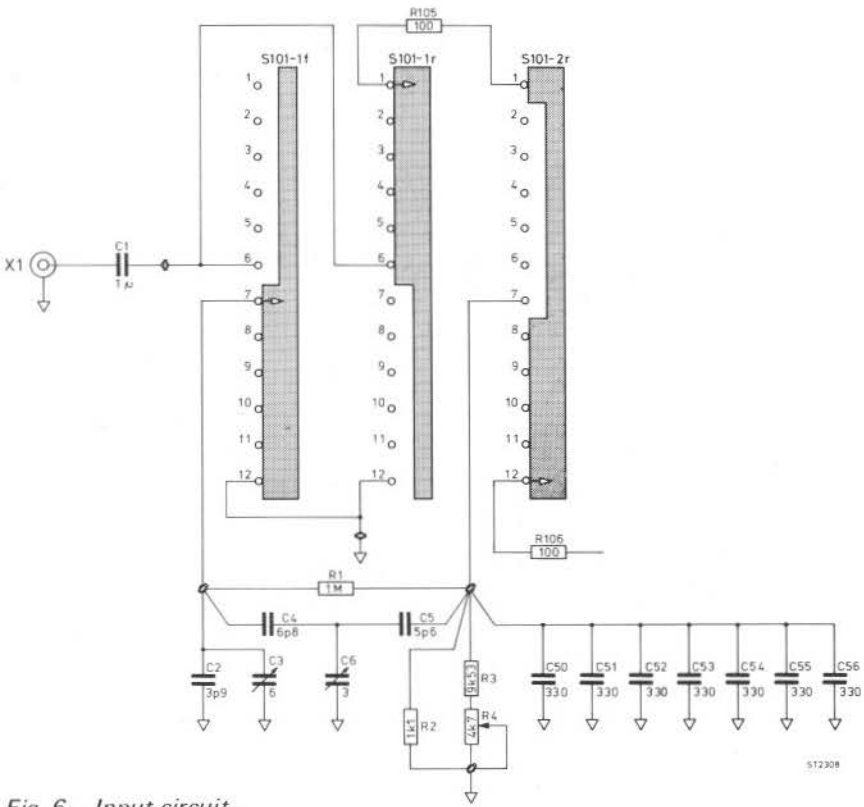 R105
100
S101-1f
S101-1r
S101-2r
1
2
3
4
5
6
7
8
9
10
11
12
1
2
3
4
5
6
7
8
9
10
11
12
1
2
3
4
5
6
7
8
9
10
11
12
X1
C1
1µ
R106
100
R1
1M
C4
6p8
C5
5p6
C2
3p9
C3
6
C6
3
R3
9k53
R4
4k7
R2
1k1
C50
330
C51
330
C52
330
C53
330
C54
330
C55
330
C56
330
ST2308
Fig. 6 Input circuit